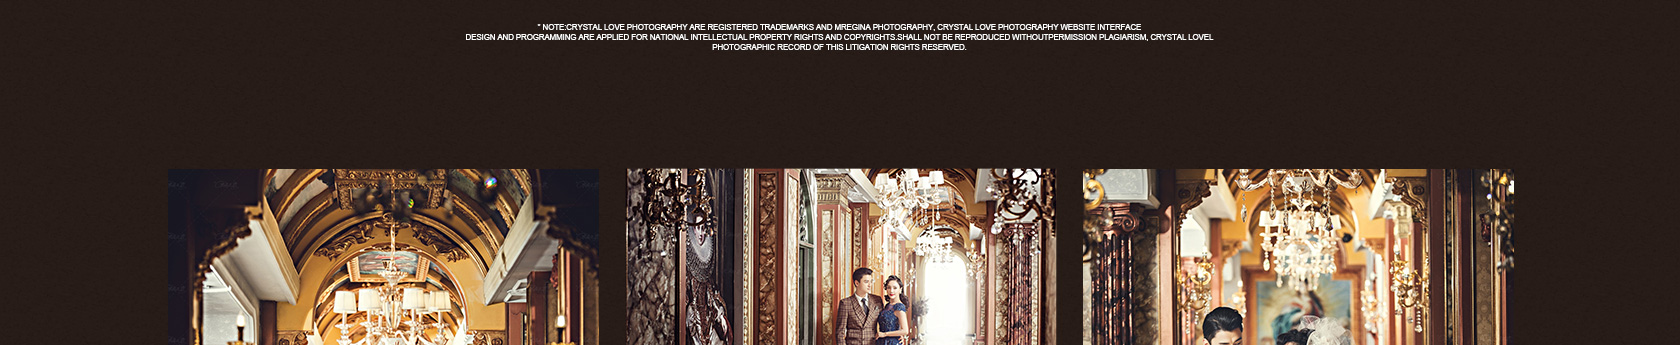 * NOTE:CRYSTAL LOVE PHOTOGRAPHY ARE REGISTERED TRADEMARKS AND MREGINA PHOTOGRAPHY, CRYSTAL LOVE PHOTOGRAPHY WEBSITE INTERFACE
DESIGN AND PROGRAMMING ARE APPLIED FOR NATIONAL INTELLECTUAL PROPERTY RIGHTS AND COPYRIGHTS.SHALL NOT BE REPRODUCED WITHOUTPERMISSION PLAGIARISM, CRYSTAL LOVEL
PHOTOGRAPHIC RECORD OF THIS LITIGATION RIGHTS RESERVED.